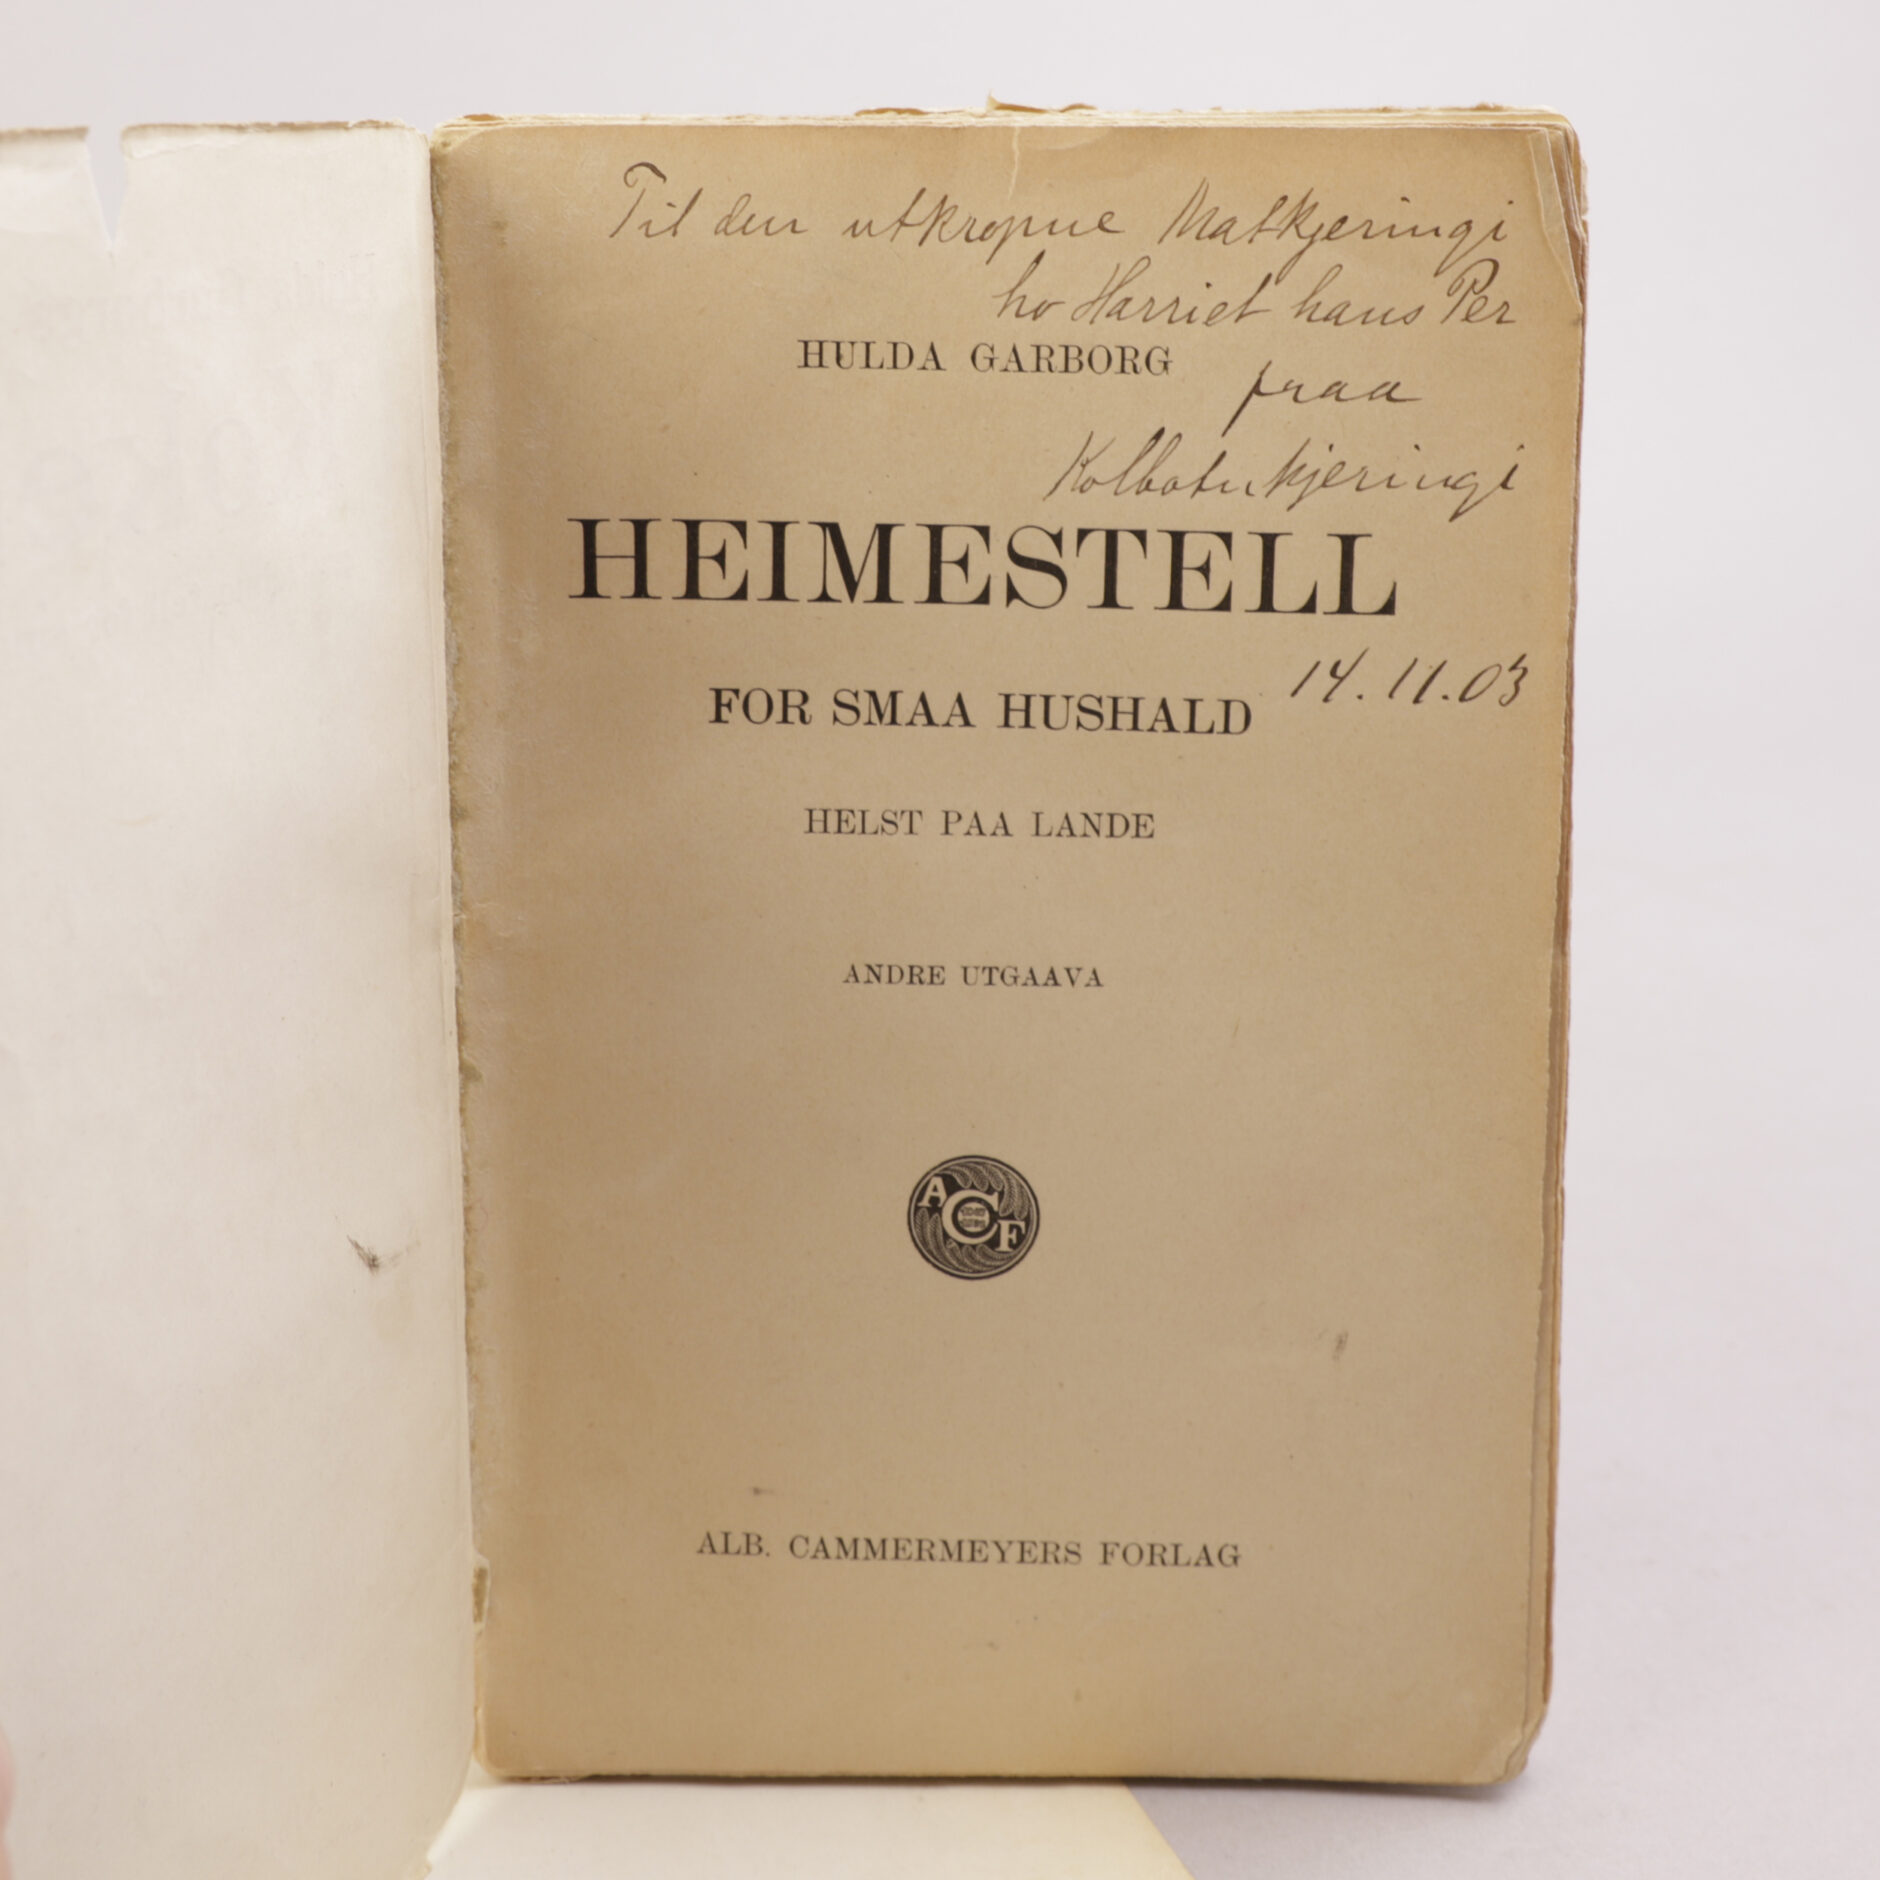 Til den utkropne Matkjeringi
ho Harriet hans Per
HULDA GARBORG
fraa
Kolbotnkjeringi
HEIMESTELL
14.11.03
FOR SMAA HUSHALD
HELST PAA LANDE
ANDRE UTGAAVA
A C F
ALB. CAMMERMEYERS FORLAG